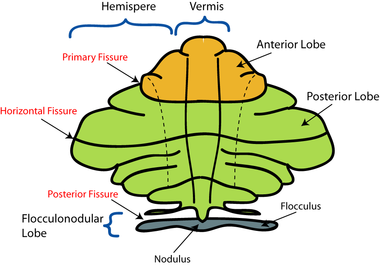 Hemispere
Vermis
Primary Fissure
Anterior Lobe
Horizontal Fissure
Posterior Lobe
Posterior Fissure
Flocculonodular
Lobe
Flocculus
Nodulus